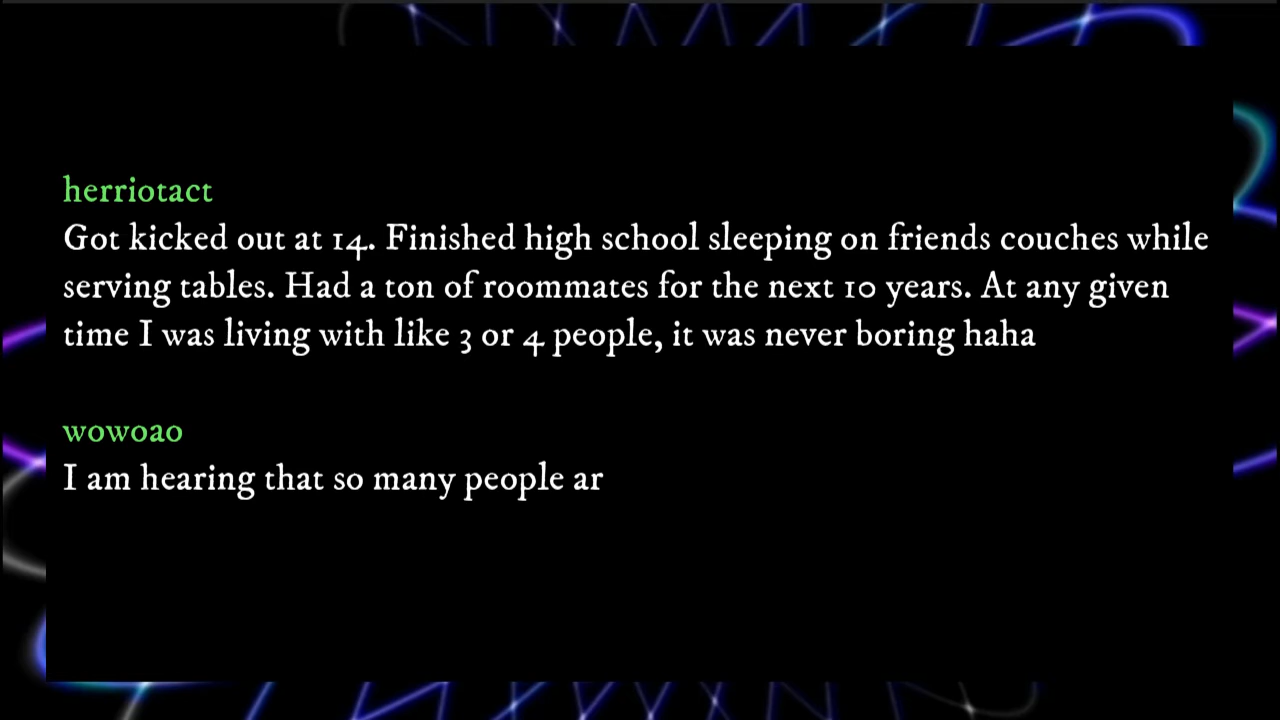 herriotact
Got kicked out at 14. Finished high school sleeping on friends couches while
serving tables. Had a ton of roommates for the next 10 years. At any given
time I was living with like 3 or 4 people, it was never boring haha
wowoao
I am hearing that so many people ar